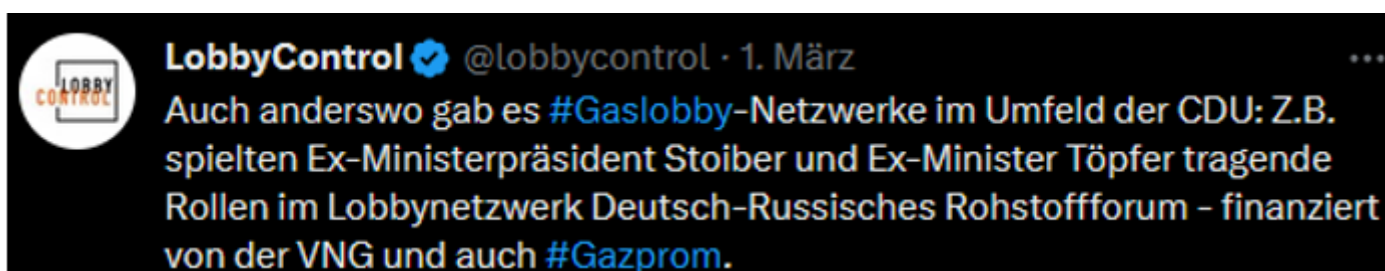 LobbyControl @lobbycontrol · 1. März
LOBBY
CONTROL
Auch anderswo gab es #Gaslobby-Netzwerke im Umfeld der CDU: Z.B.
spielten Ex-Ministerpräsident Stoiber und Ex-Minister Töpfer tragende
Rollen im Lobbynetzwerk Deutsch-Russisches Rohstoffforum - finanziert
von der VNG und auch #Gazprom.